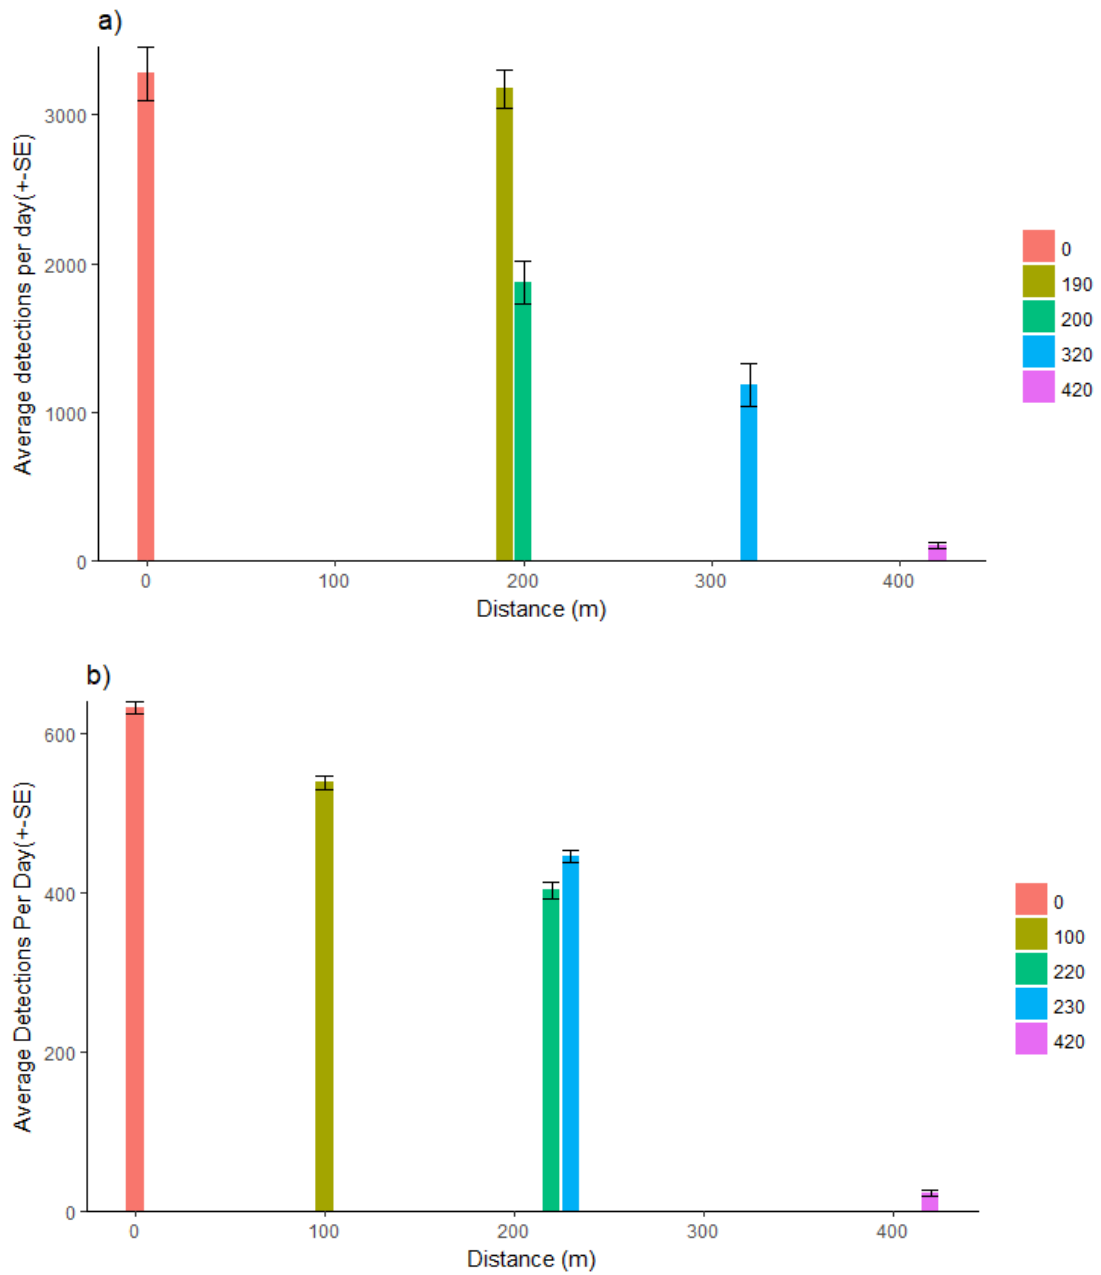 a)
Average detections per day(+-SE)
3000
2000
1000
0
0 100 200 300 400
Distance (m)
0
190
200
320
420
b)
Average Detections Per Day(+-SE)
600
400
200
0
0 100 200 300 400
Distance (m)
0
100
220
230
420